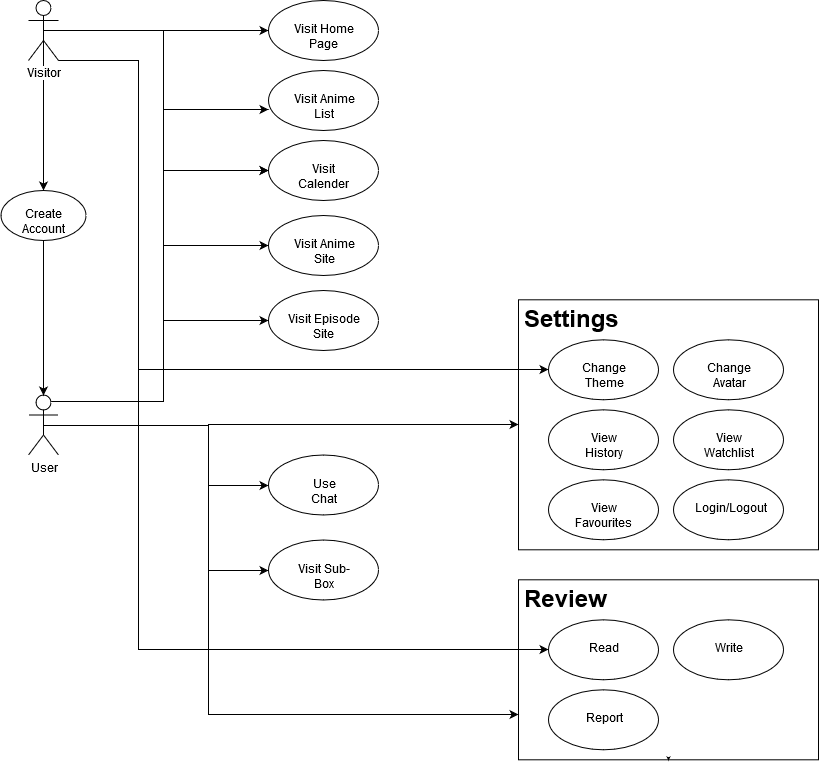 Visit Home
Page
Visitor
Visit Anime
List
Visit
Calender
Create
Account
Visit Anime
Site
Visit Episode
Site
Settings
Change
Theme
Change
Avatar
View
History
View
Watchlist
User
Use
Chat
View
Favourites
Login/Logout
Visit Sub-
Box
Review
Read
Write
Report